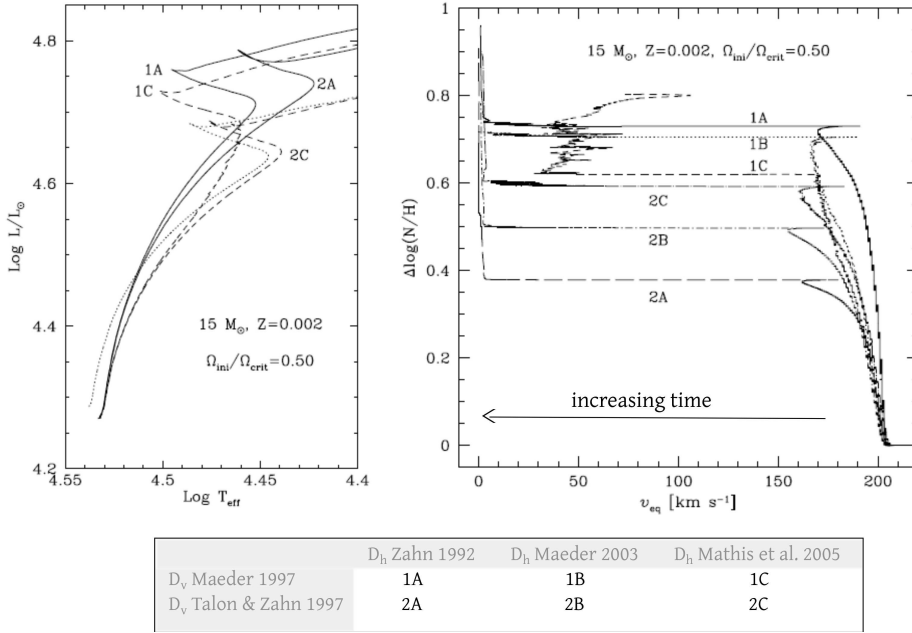 4.8
4.6
4.4
4.2
Log L/L⊙
1A
1C
2A
2C
15 M⊙, Z=0.002
Ωini/Ωcrit=0.50
4.55
4.5
4.45
4.4
Log Teff
1
0.8
0.6
0.4
0.2
0
Δlog(N/H)
15 M⊙, Z=0.002, Ωini/Ωcrit=0.50
1A
1B
1C
2C
2B
2A
increasing time
0
50
100
150
200
veq [km s⁻¹]
Dh Zahn 1992 Dh Maeder 2003 Dh Mathis et al. 2005
Dv Maeder 1997 1A 1B 1C
Dv Talon & Zahn 1997 2A 2B 2C